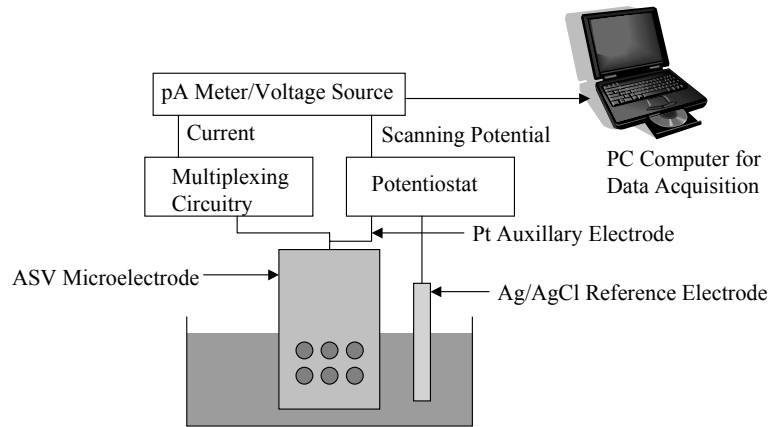 pA Meter/Voltage Source
Current
Scanning Potential
PC Computer for
Data Acquisition
Multiplexing
Circuitry
Potentiostat
Pt Auxillary Electrode
ASV Microelectrode
Ag/AgCl Reference Electrode